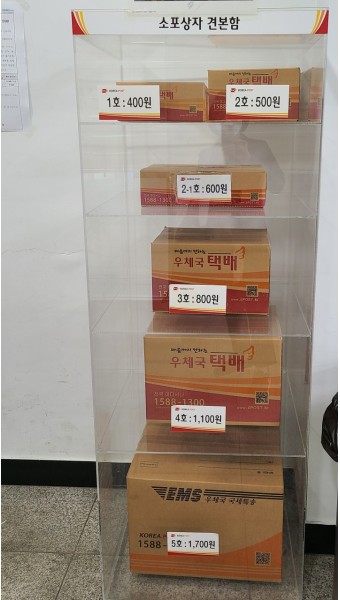 소포상자 견본함
1호 : 400원
2호 : 500원
2-1호 : 600원
우체국 택배
3호 : 800원
우체국 택배
1588-1300
4호 : 1,100원
EMS 우체국 국제특송
KOREA
1588-
5호 : 1,700원